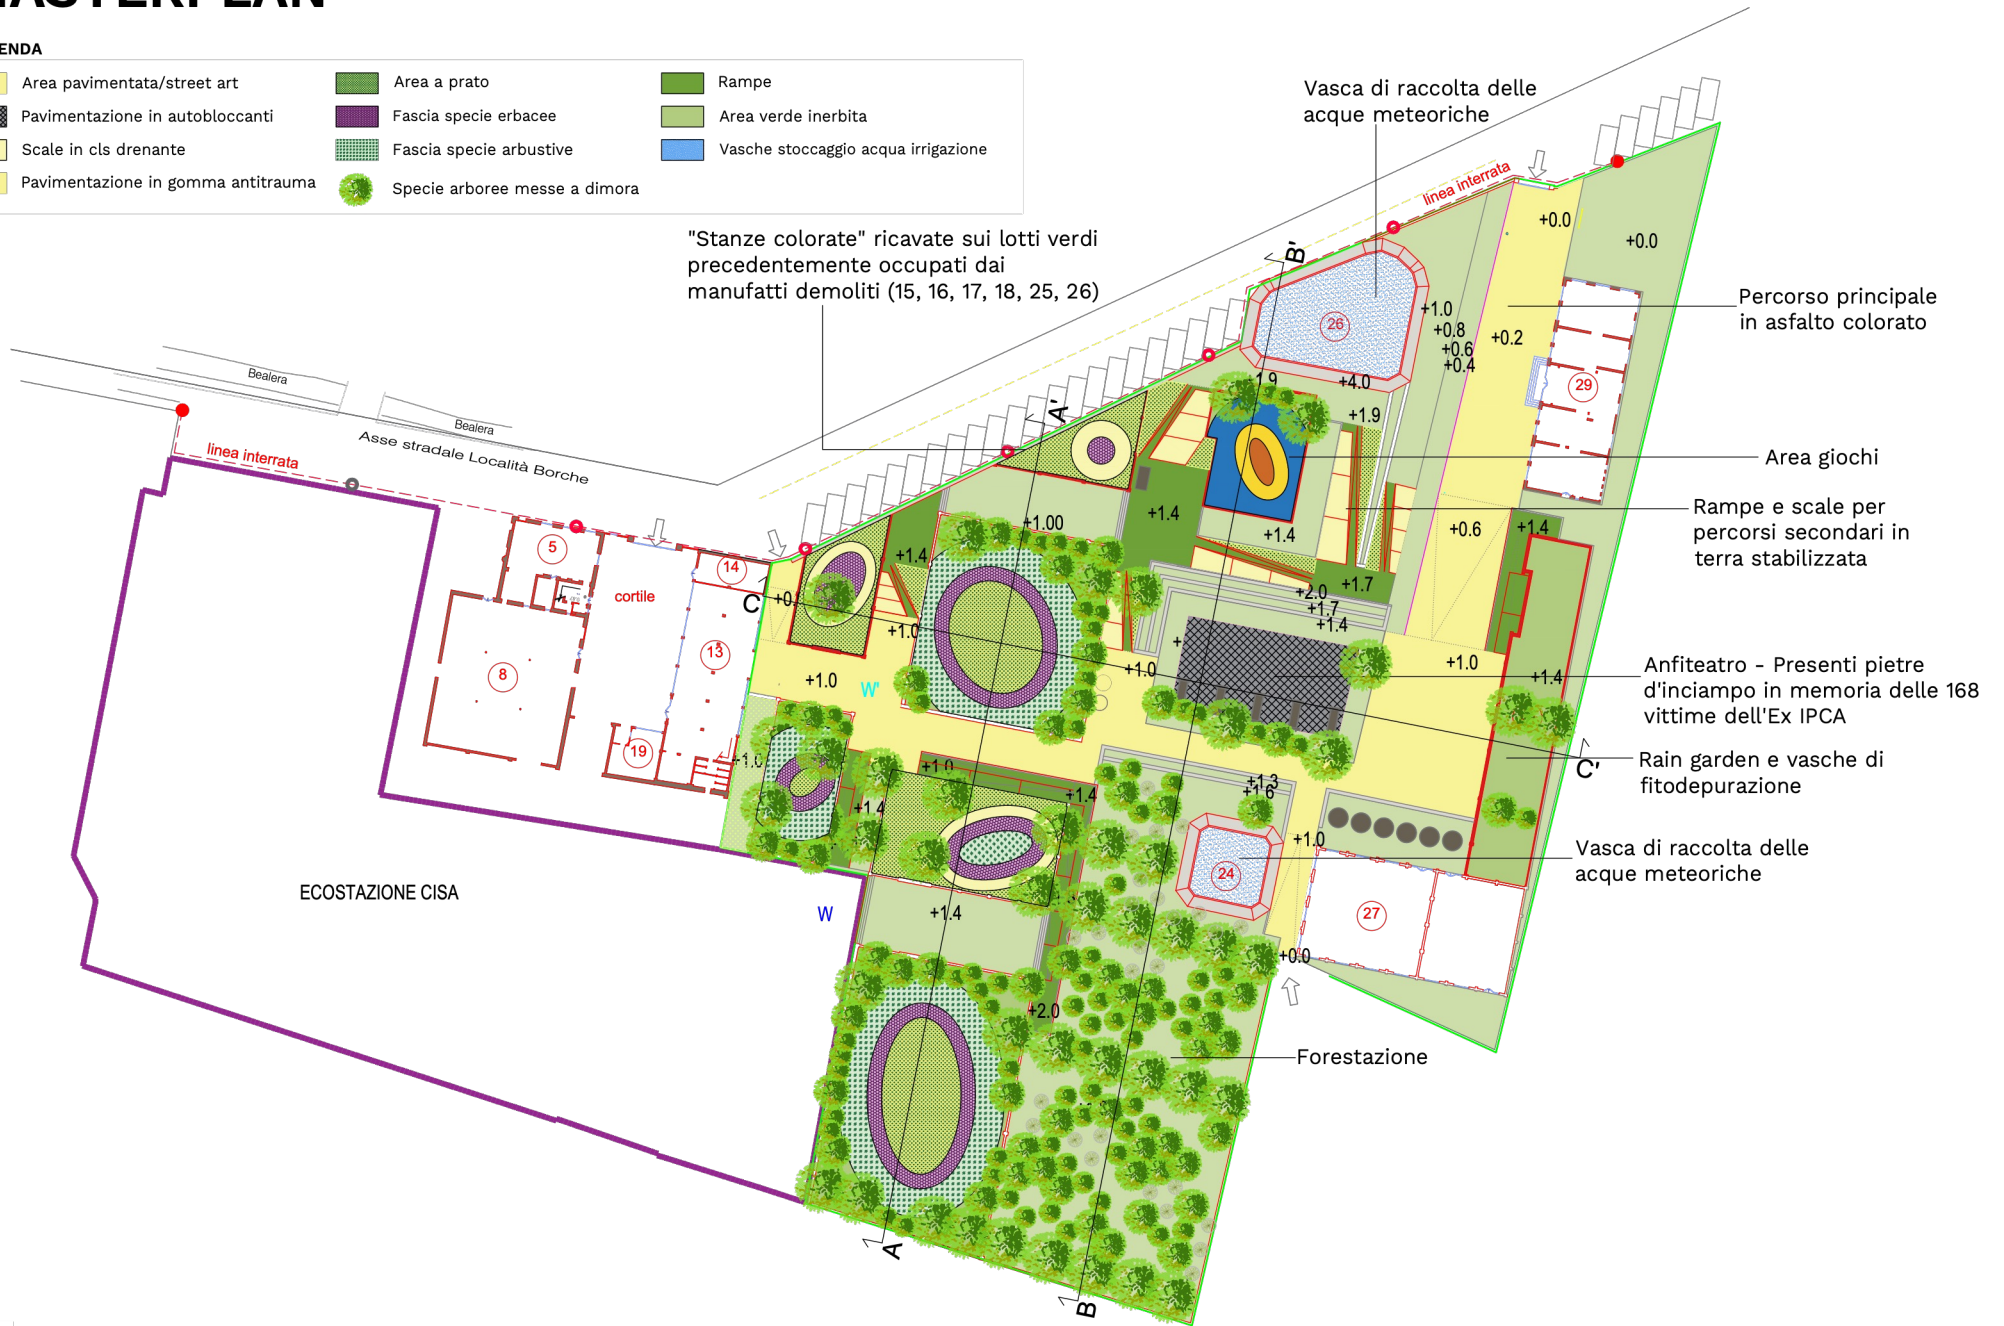 MASTERPLAN
ENDA
Area pavimentata/street art
Pavimentazione in autobloccanti
Scale in cls drenante
Pavimentazione in gomma antitrauma
Area a prato
Fascia specie erbacee
Fascia specie arbustive
Specie arboree messe a dimora
Rampe
Area verde inerbita
Vasche stoccaggio acqua irrigazione
"Stanze colorate" ricavate sui lotti verdi
precedentemente occupati dai
manufatti demoliti (15, 16, 17, 18, 25, 26)
Vasca di raccolta delle
acque meteoriche
linea interrata
+0.0
+0.0
B'
26
+1.0
+0.8
+0.6
+0.4
+0.2
Percorso principale
in asfalto colorato
29
+4.0
+1.9
A'
Area giochi
Bealera
Bealera
Asse stradale Località Borche
linea interrata
+1.4
+1.00
+1.4
+0.6
+1.4
Rampe e scale per
percorsi secondari in
terra stabilizzata
5
14
cortile
+1.4
+1.7
+2.0
+1.7
+1.4
C
13
8
19
+1.0
+1.0
W'
+1.0
+1.0
+1.4
Anfiteatro - Presenti pietre
d'inciampo in memoria delle 168
vittime dell'Ex IPCA
C'
Rain garden e vasche di
fitodepurazione
+1.0
+1.0
+1.4
+1.4
+1.3
+1.6
+1.0
24
Vasca di raccolta delle
acque meteoriche
27
ECOSTAZIONE CISA
W
+1.4
+0.0
+2.0
Forestazione
A
B